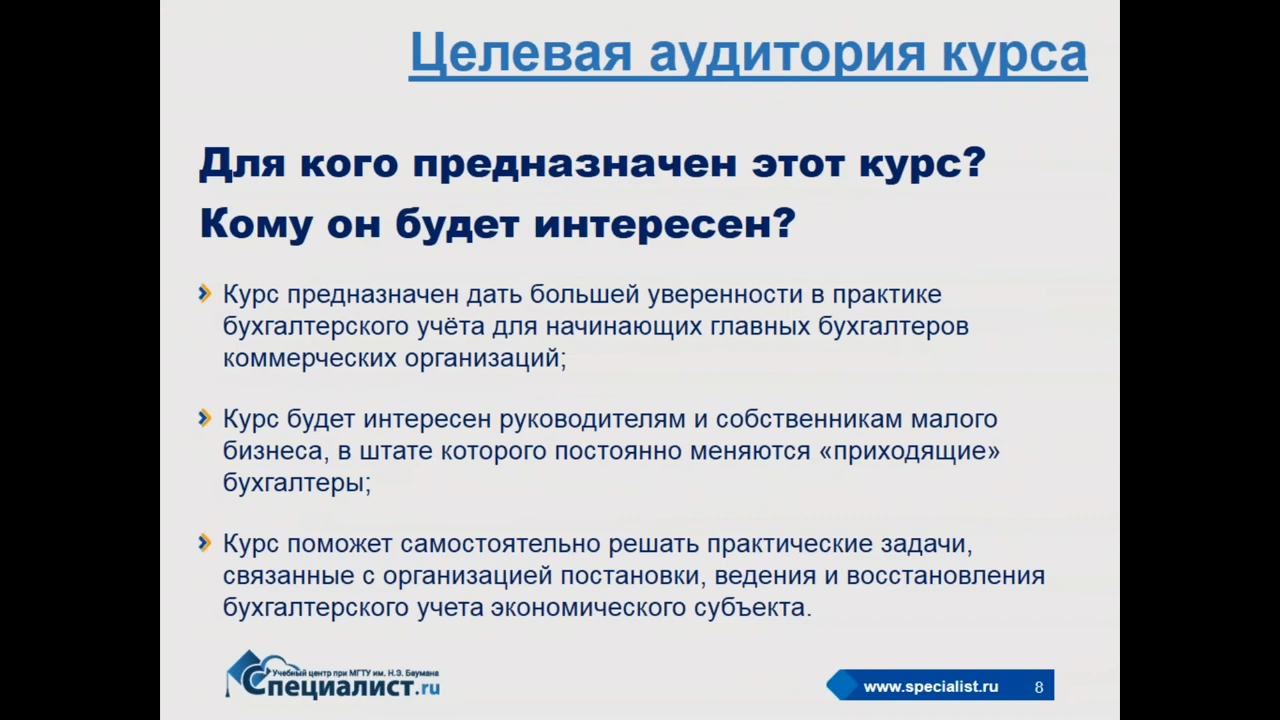 Целевая аудитория курса
Для кого предназначен этот курс?
Кому он будет интересен?
Курс предназначен дать большей уверенности в практике
бухгалтерского учёта для начинающих главных бухгалтеров
коммерческих организаций;
Курс будет интересен руководителям и собственникам малого
бизнеса, в штате которого постоянно меняются «приходящие»
бухгалтеры;
Курс поможет самостоятельно решать практические задачи,
связанные с организацией постановки, ведения и восстановления
бухгалтерского учета экономического субъекта.
Учебный центр при МГТУ им. Н.Э. Баумана
Специалист.ru
www.specialist.ru 8